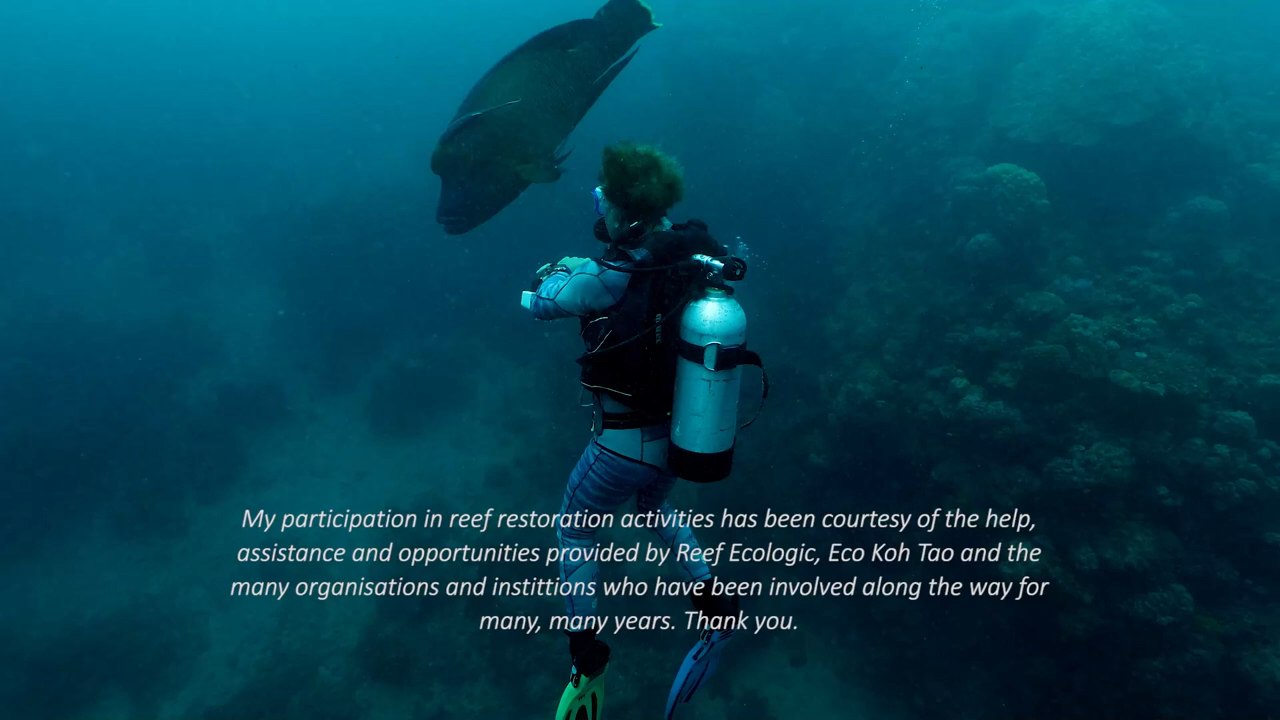 My participation in reef restoration activities has been courtesy of the help,
assistance and opportunities provided by Reef Ecologic, Eco Koh Tao and the
many organisations and instittions who have been involved along the way for
many, many years. Thank you.